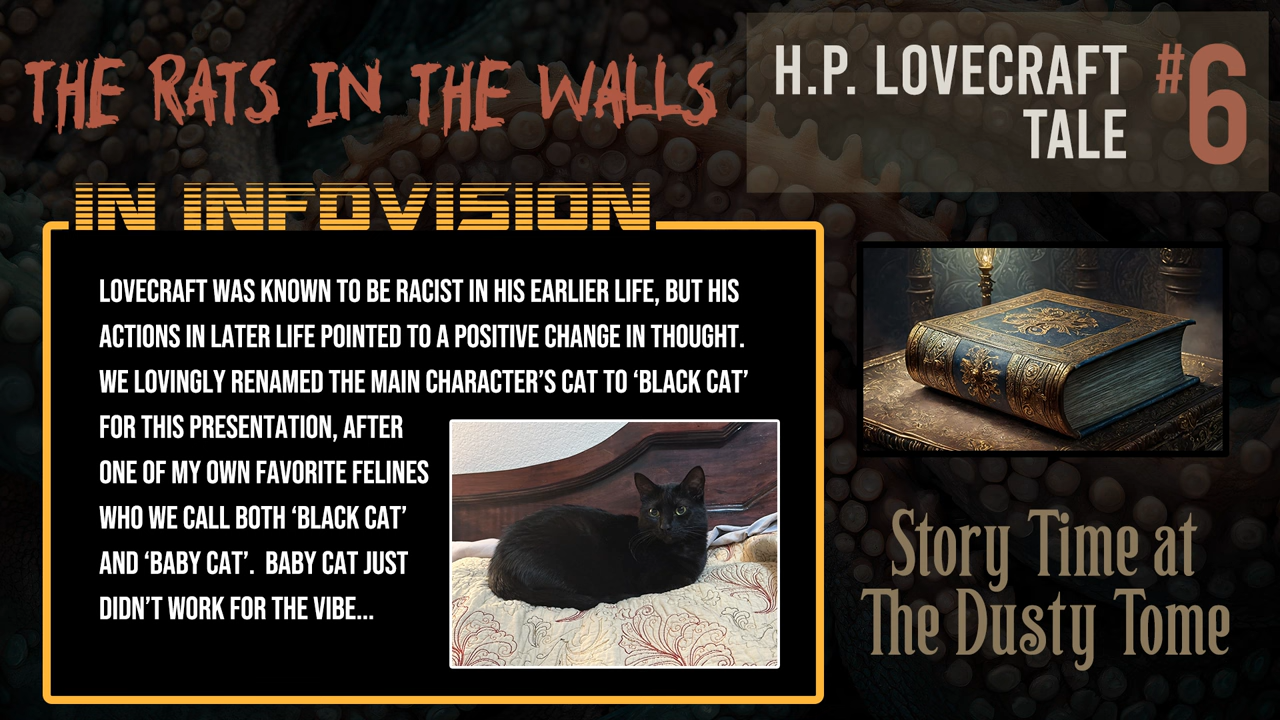 THE RATS IN THE WALLS
H.P. LOVECRAFT
TALE
#6
IN INFOVISION
LOVECRAFT WAS KNOWN TO BE RACIST IN HIS EARLIER LIFE, BUT HIS
ACTIONS IN LATER LIFE POINTED TO A POSITIVE CHANGE IN THOUGHT.
WE LOVINGLY RENAMED THE MAIN CHARACTER'S CAT TO ‘BLACK CAT’
FOR THIS PRESENTATION, AFTER
ONE OF MY OWN FAVORITE FELINES
WHO WE CALL BOTH ‘BLACK CAT’
AND ‘BABY CAT’. BABY CAT JUST
DIDN’T WORK FOR THE VIBE...
Story Time at
The Dusty Tome